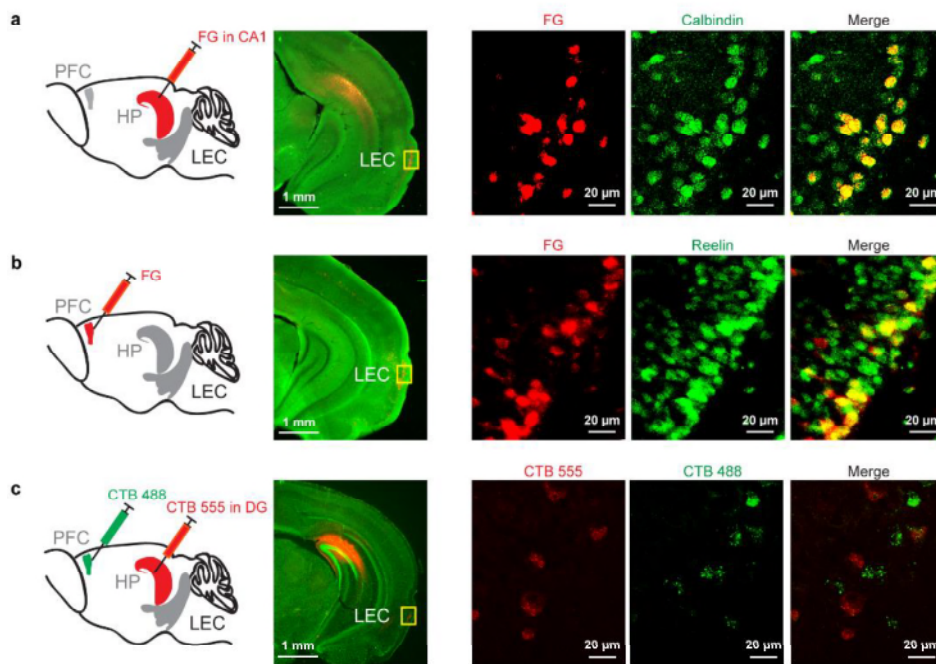 a
FG in CA1
PFC
HP
LEC
LEC
1 mm
FG
Calbindin
Merge
20 μm
20 μm
20 μm
b
FG
PFC
HP
LEC
LEC
1 mm
FG
Reelin
Merge
20 μm
20 μm
20 μm
c
CTB 488
CTB 555 in DG
PFC
HP
LEC
LEC
1 mm
CTB 555
CTB 488
Merge
20 μm
20 μm
20 μm